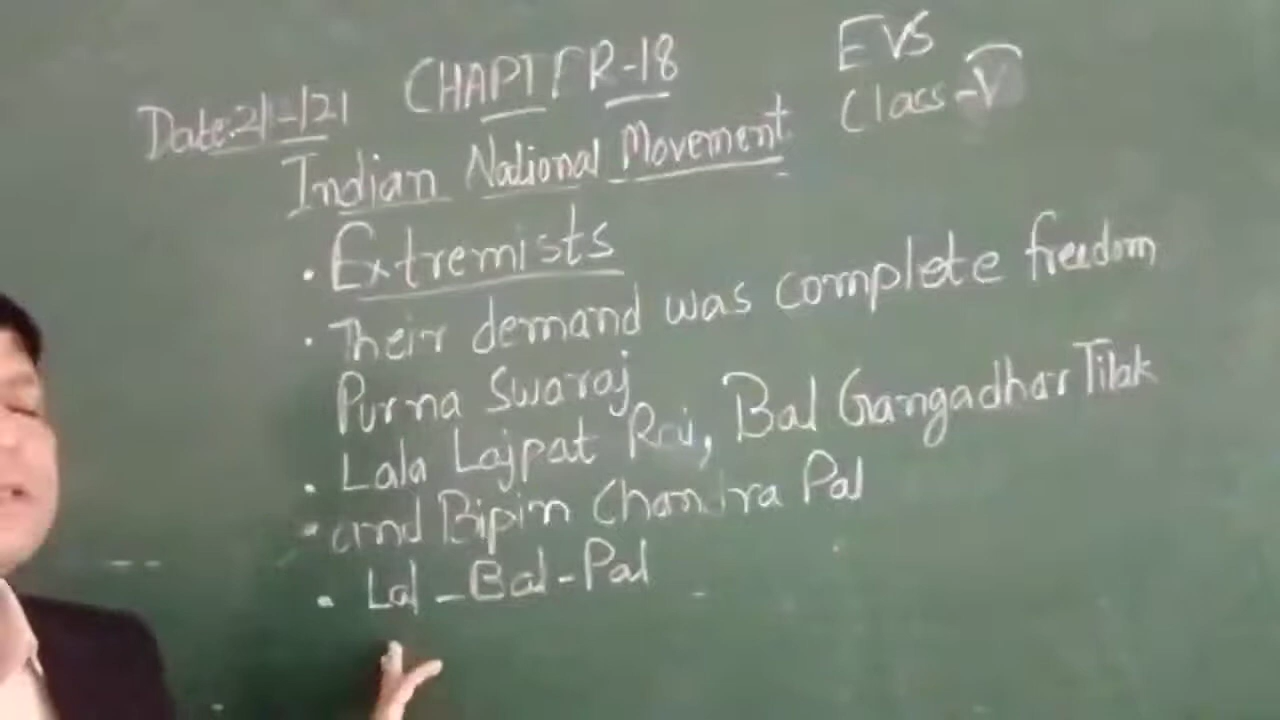 EVS
CHAPTER-18
Class-V
Date:21-1/21
Indian National Movement
• Extremists
• Their demand was complete freedom
Purna Swaraj
• Lala Lajpat Rai, Bal Gangadhar Tilak
• and Bipin Chandra Pal
• Lal-Bal-Pal